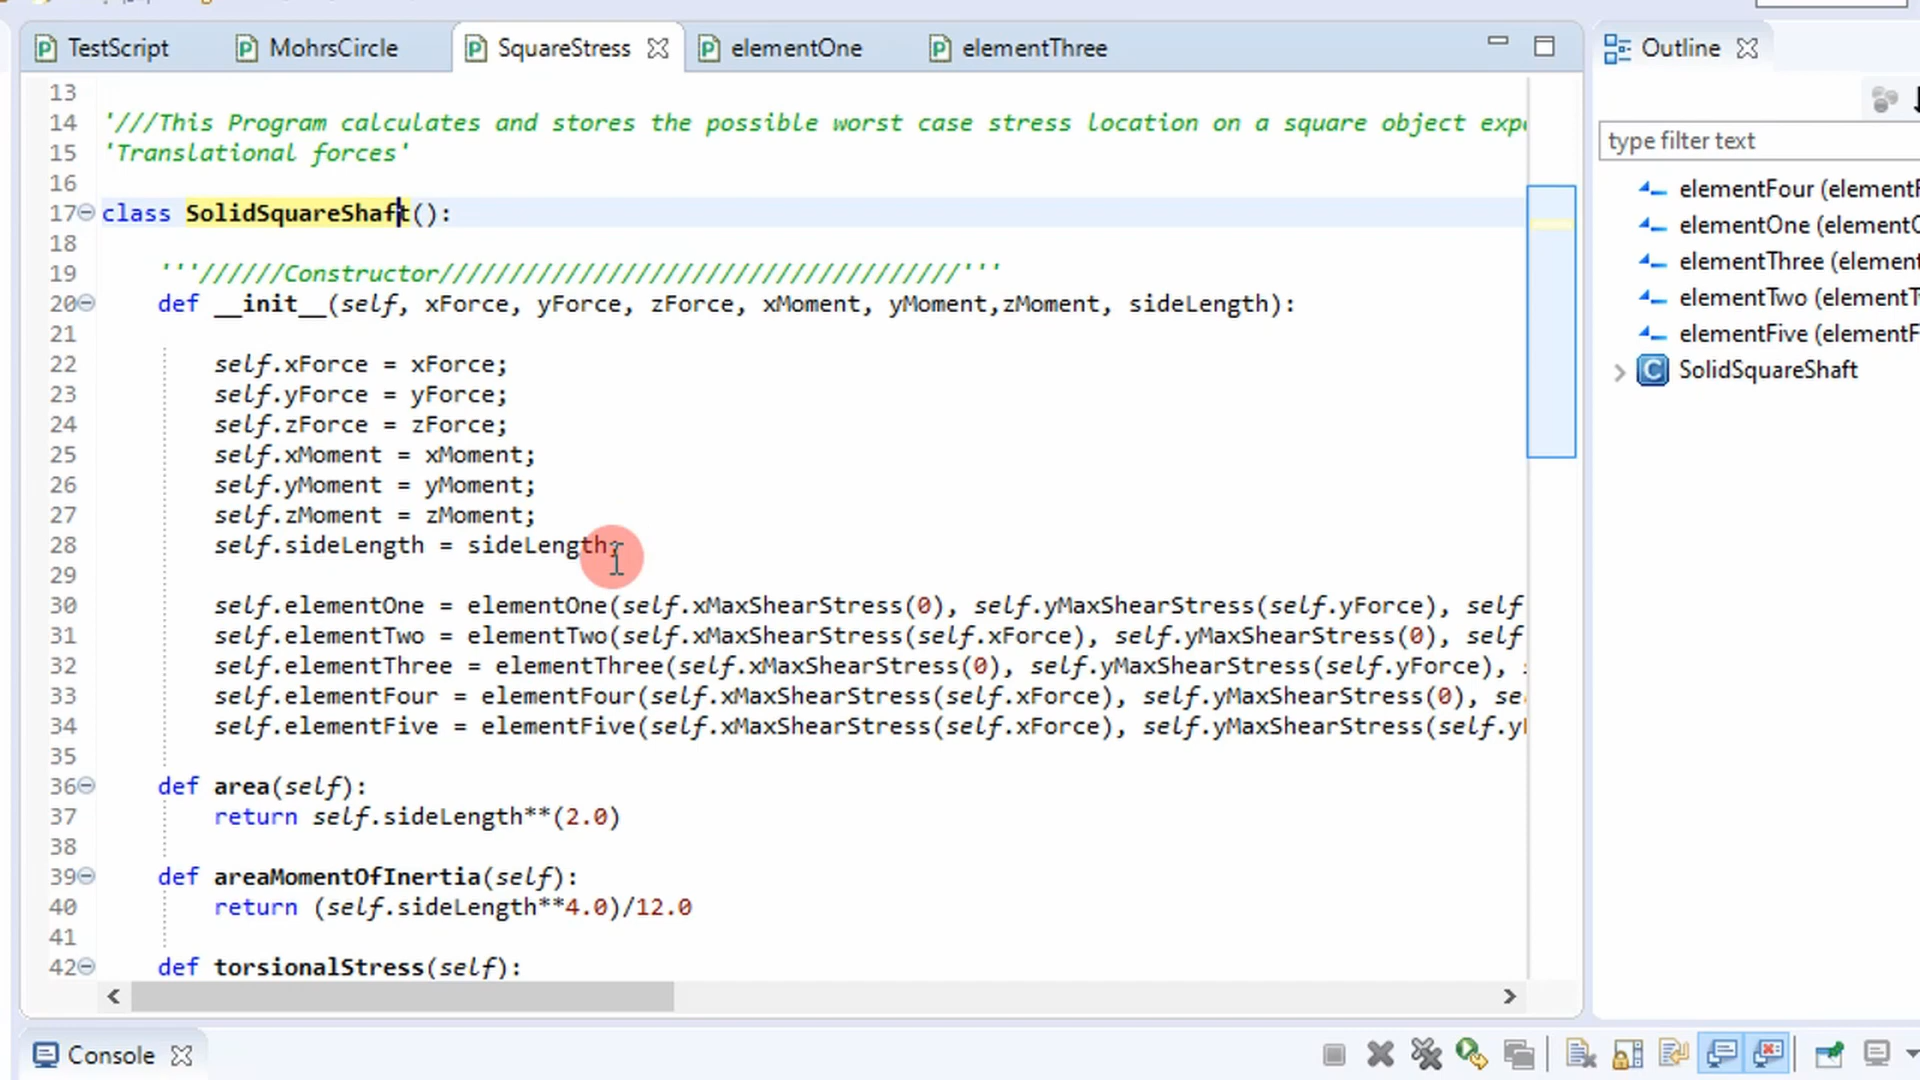 TestScript
MohrsCircle
SquareStress
elementOne
elementThree
Outline
type filter text
elementFour (elementF
elementOne (elementO
elementThree (element
elementTwo (elementT
elementFive (elementF
SolidSquareShaft
13
14 '///This Program calculates and stores the possible worst case stress location on a square object exp
15 'Translational forces'
16
17 class SolidSquareShaft():
18
19 '''//////Constructor/////////////////////////////////////'''
20 def __init__(self, xForce, yForce, zForce, xMoment, yMoment,zMoment, sideLength):
21
22 self.xForce = xForce;
23 self.yForce = yForce;
24 self.zForce = zForce;
25 self.xMoment = xMoment;
26 self.yMoment = yMoment;
27 self.zMoment = zMoment;
28 self.sideLength = sideLength;
29
30 self.elementOne = elementOne(self.xMaxShearStress(0), self.yMaxShearStress(self.yForce), self
31 self.elementTwo = elementTwo(self.xMaxShearStress(self.xForce), self.yMaxShearStress(0), self
32 self.elementThree = elementThree(self.xMaxShearStress(0), self.yMaxShearStress(self.yForce),
33 self.elementFour = elementFour(self.xMaxShearStress(self.xForce), self.yMaxShearStress(0), se
34 self.elementFive = elementFive(self.xMaxShearStress(self.xForce), self.yMaxShearStress(self.y
35
36 def area(self):
37 return self.sideLength**(2.0)
38
39 def areaMomentOfInertia(self):
40 return (self.sideLength**4.0)/12.0
41
42 def torsionalStress(self):
Console